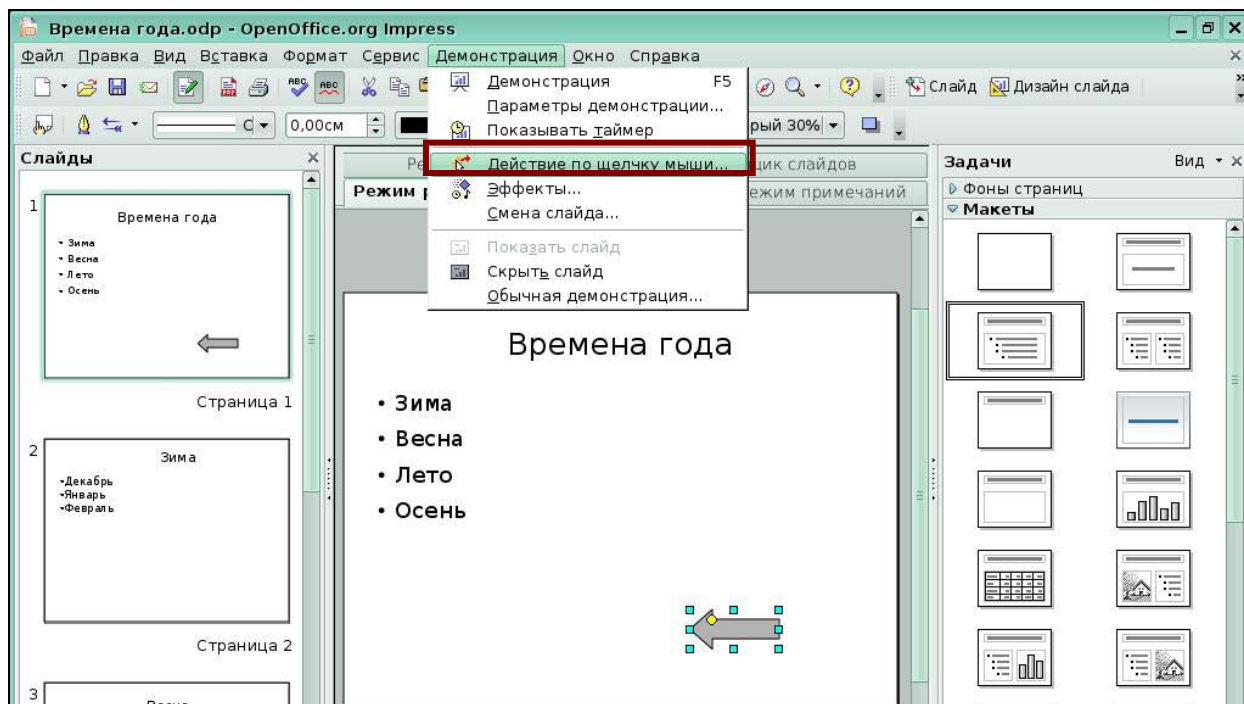 Времена года.odp - OpenOffice.org Impress
Файл Правка Вид Вставка Формат Сервис Демонстрация Окно Справка
Демонстрация F5
Параметры демонстрации...
Показывать таймер
Действие по щелчку мыши...
Эффекты...
Смена слайда...
Показать слайд
Скрыть слайд
Обычная демонстрация...
ABC ABC
Слайд Дизайн слайда
0,00см
рый 30%
Слайды
1
Времена года
Зима
Весна
Лето
Осень
Страница 1
2
Зима
Декабрь
Январь
Февраль
Страница 2
3
щик слайдов
Режим
ежим примечаний
Времена года
• Зима
• Весна
• Лето
• Осень
Задачи Вид
Фоны страниц
Макеты